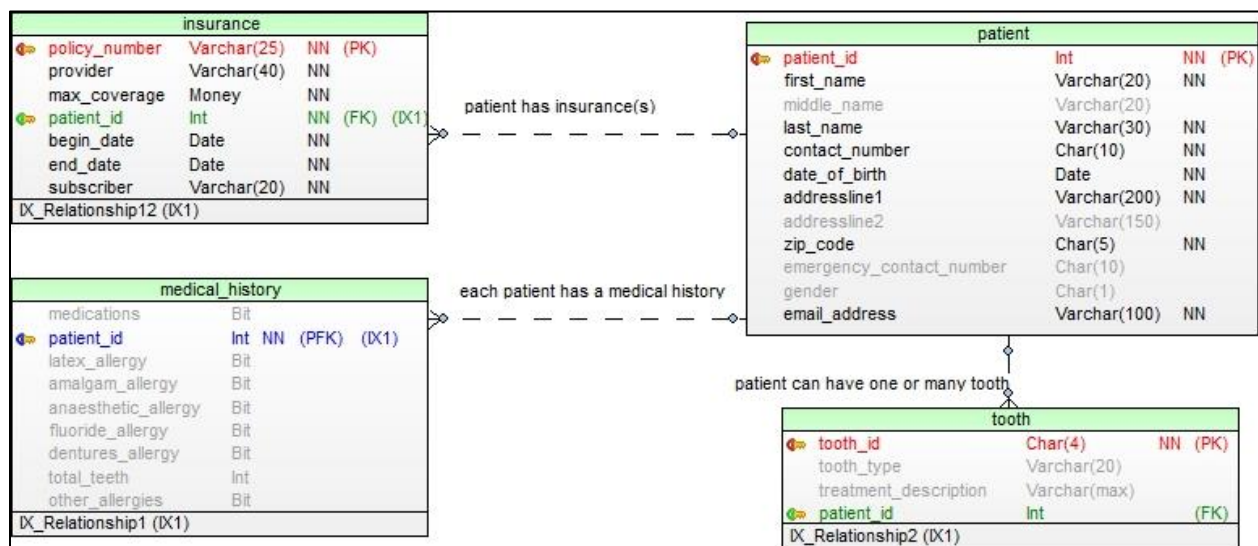 insurance
policy_number Varchar(25) NN (PK)
provider Varchar(40) NN
max_coverage Money NN
patient_id Int NN (FK) (IX1)
begin_date Date NN
end_date Date NN
subscriber Varchar(20) NN
IX_Relationship12 (IX1)
patient has insurance(s)
patient
patient_id Int NN (PK)
first_name Varchar(20) NN
middle_name Varchar(20)
last_name Varchar(30) NN
contact_number Char(10) NN
date_of_birth Date NN
addressline1 Varchar(200) NN
addressline2 Varchar(150)
zip_code Char(5) NN
emergency_contact_number Char(10)
gender Char(1)
email_address Varchar(100) NN
medical_history
medications Bit
patient_id Int NN (PFK) (IX1)
latex_allergy Bit
amalgam_allergy Bit
anaesthetic_allergy Bit
fluoride_allergy Bit
dentures_allergy Bit
total_teeth Int
other_allergies Bit
IX_Relationship1 (IX1)
each patient has a medical history
patient can have one or many tooth
tooth
tooth_id Char(4) NN (PK)
tooth_type Varchar(20)
treatment_description Varchar(max)
patient_id Int (FK)
IX_Relationship2 (IX1)